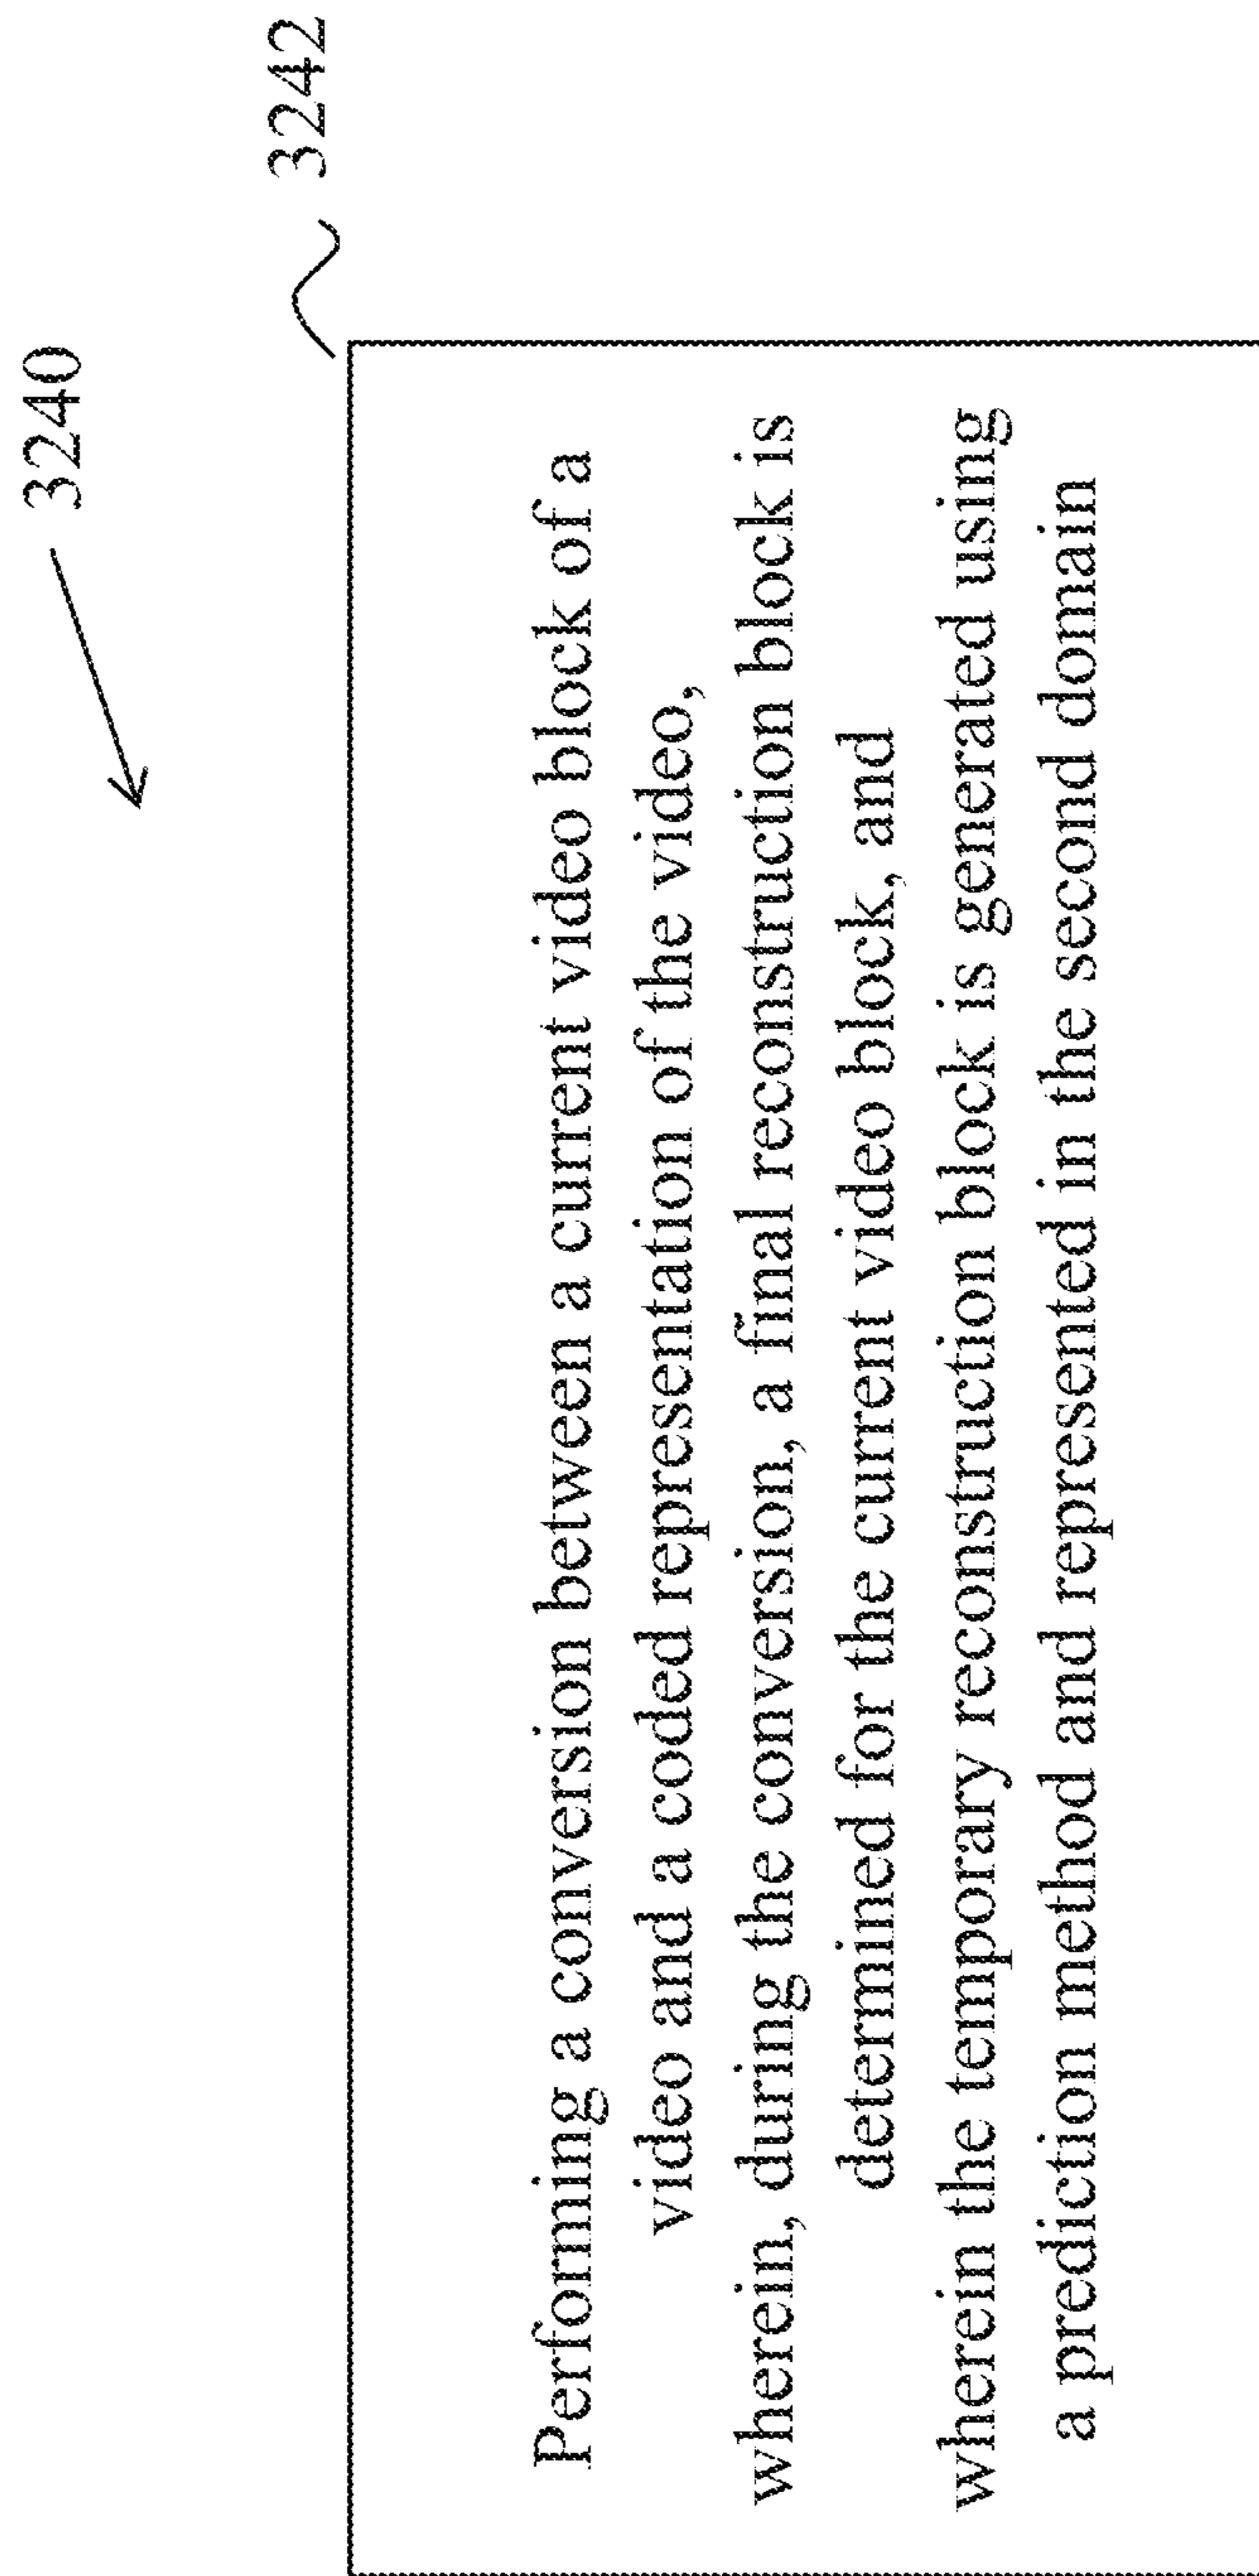 3240
3242
Performing a conversion between a current video block of a
video and a coded representation of the video,
wherein, during the conversion, a final reconstruction block is
determined for the current video block, and
wherein the temporary reconstruction block is generated using
a prediction method and represented in the second domain